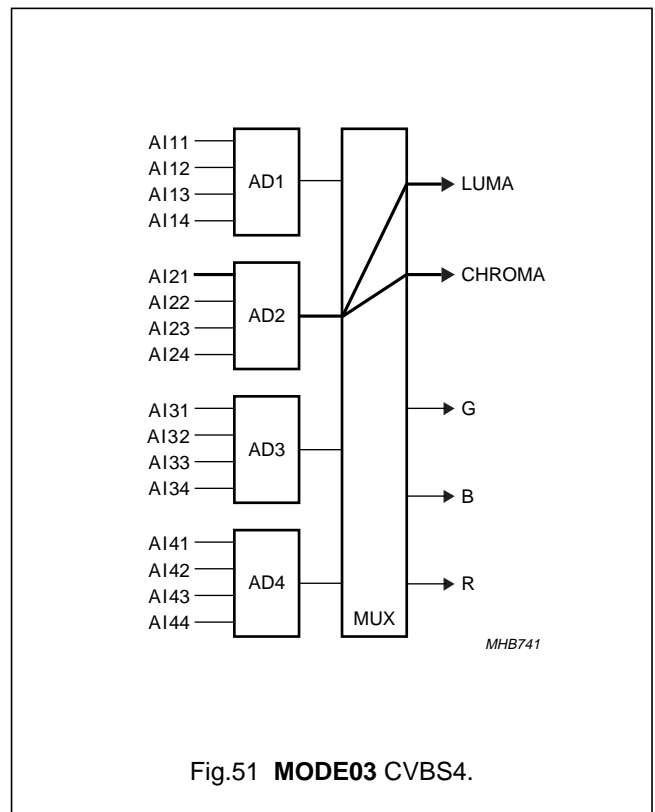 AI11
AI12
AI13
AI14
AD1
AI21
AI22
AI23
AI24
AD2
AI31
AI32
AI33
AI34
AD3
AI41
AI42
AI43
AI44
AD4
MUX
LUMA
CHROMA
G
B
R
MHB741
Fig.51 MODE03 CVBS4.